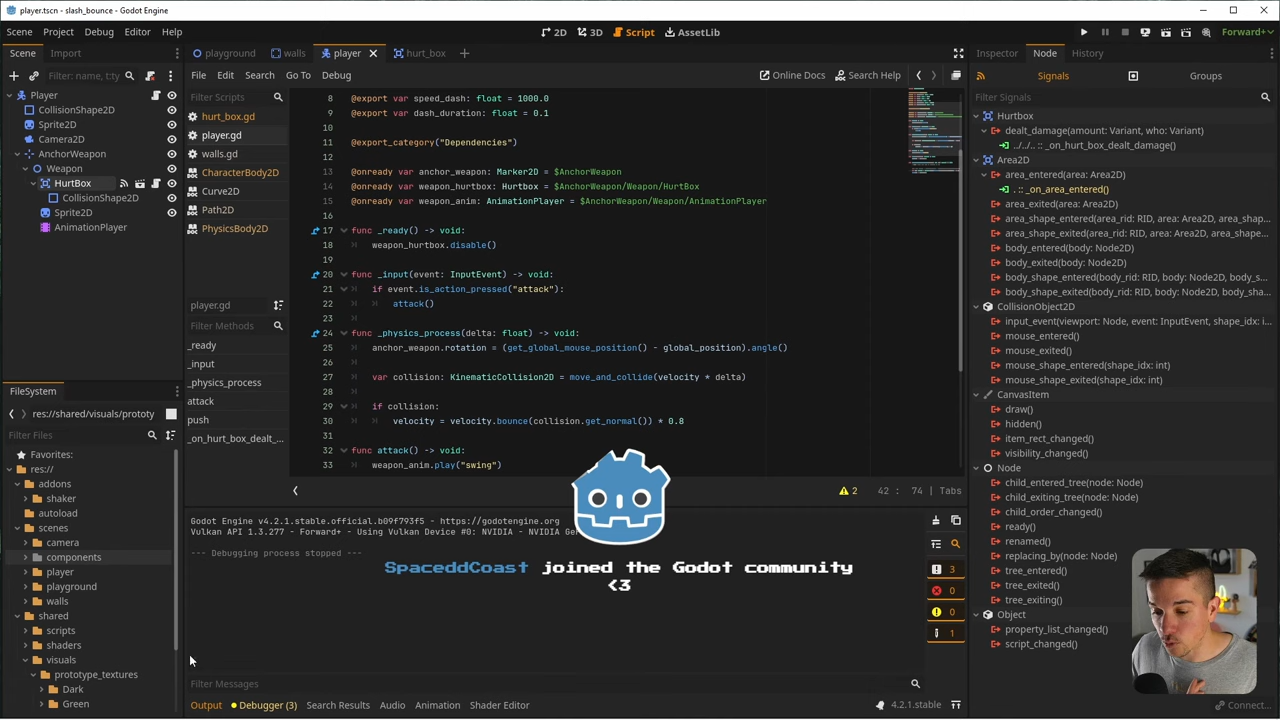 player.tscn - slash_bounce - Godot Engine
Scene Project Debug Editor Help
2D 3D Script AssetLib
Forward+
Scene Import
playground walls player hurt_box
Inspector Node History
Filter: name, t:ty
File Edit Search Go To Debug
Online Docs Search Help
Signals Groups
Player
CollisionShape2D
Sprite2D
Camera2D
AnchorWeapon
Weapon
HurtBox
CollisionShape2D
Sprite2D
AnimationPlayer
Filter Scripts
hurt_box.gd
player.gd
walls.gd
CharacterBody2D
Curve2D
Path2D
PhysicsBody2D
player.gd
Filter Methods
_ready
_input
_physics_process
attack
push
_on_hurt_box_dealt_...
8 @export var speed_dash: float = 1000.0
9 @export var dash_duration: float = 0.1
10
11 @export_category("Dependencies")
12
13 @onready var anchor_weapon: Marker2D = $AnchorWeapon
14 @onready var weapon_hurtbox: Hurtbox = $AnchorWeapon/Weapon/HurtBox
15 @onready var weapon_anim: AnimationPlayer = $AnchorWeapon/Weapon/AnimationPlayer
16
17 func _ready() -> void:
18 weapon_hurtbox.disable()
19
20 func _input(event: InputEvent) -> void:
21 if event.is_action_pressed("attack"):
22 attack()
23
24 func _physics_process(delta: float) -> void:
25 anchor_weapon.rotation = (get_global_mouse_position() - global_position).angle()
26
27 var collision: KinematicCollision2D = move_and_collide(velocity * delta)
28
29 if collision:
30 velocity = velocity.bounce(collision.get_normal()) * 0.8
31
32 func attack() -> void:
33 weapon_anim.play("swing")
2 42 : 74 | Tabs
Filter Signals
Hurtbox
dealt_damage(amount: Variant, who: Variant)
../../.. :: _on_hurt_box_dealt_damage()
Area2D
area_entered(area: Area2D)
. :: _on_area_entered()
area_exited(area: Area2D)
area_shape_entered(area_rid: RID, area: Area2D, area_shap...
area_shape_exited(area_rid: RID, area: Area2D, area_shap...
body_entered(body: Node2D)
body_exited(body: Node2D)
body_shape_entered(body_rid: RID, body: Node2D, body_s...
body_shape_exited(body_rid: RID, body: Node2D, body_sha...
CollisionObject2D
input_event(viewport: Node, event: InputEvent, shape_idx: i...
mouse_entered()
mouse_exited()
mouse_shape_entered(shape_idx: int)
mouse_shape_exited(shape_idx: int)
CanvasItem
draw()
hidden()
item_rect_changed()
visibility_changed()
Node
child_entered_tree(node: Node)
child_exiting_tree(node: Node)
child_order_changed()
ready()
renamed()
replacing_by(node: Node)
tree_entered()
tree_exited()
tree_exiting()
Object
property_list_changed()
script_changed()
Connect...
FileSystem
res://shared/visuals/prototy
Filter Files
Favorites:
res://
addons
shaker
autoload
scenes
camera
components
player
playground
walls
shared
scripts
shaders
visuals
prototype_textures
Dark
Green
Godot Engine v4.2.1.stable.official.b09f793f5 - https://godotengine.org
Vulkan API 1.3.277 - Forward+ - Using Vulkan Device #0: NVIDIA - NVIDIA Ge
--- Debugging process stopped ---
SpaceddCoast joined the Godot community
<3
3
0
0
1
Filter Messages
Output Debugger (3) Search Results Audio Animation Shader Editor
4.2.1.stable